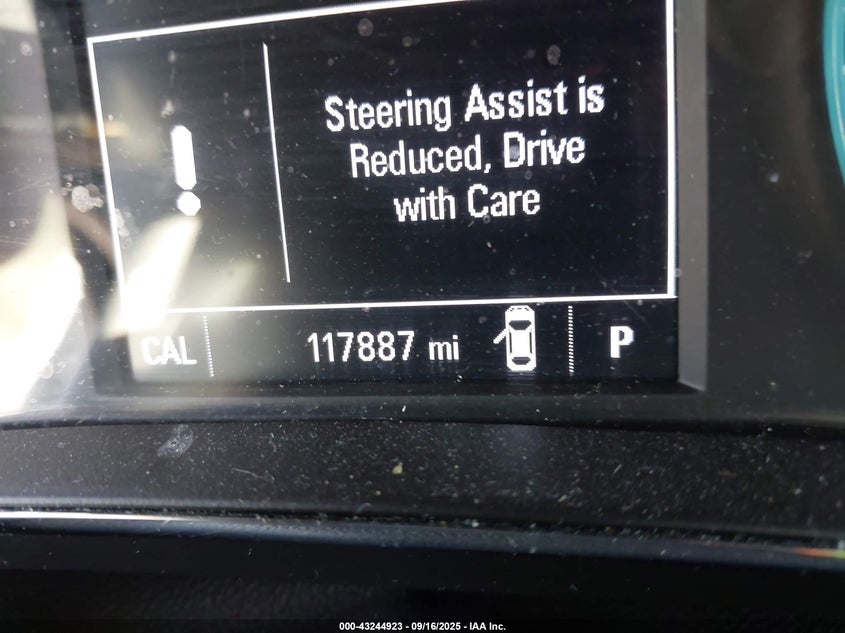 Steering Assist is
Reduced, Drive
with Care
CAL 117887 mi P
000-43244923 - 09/16/2025 - IAA Inc.